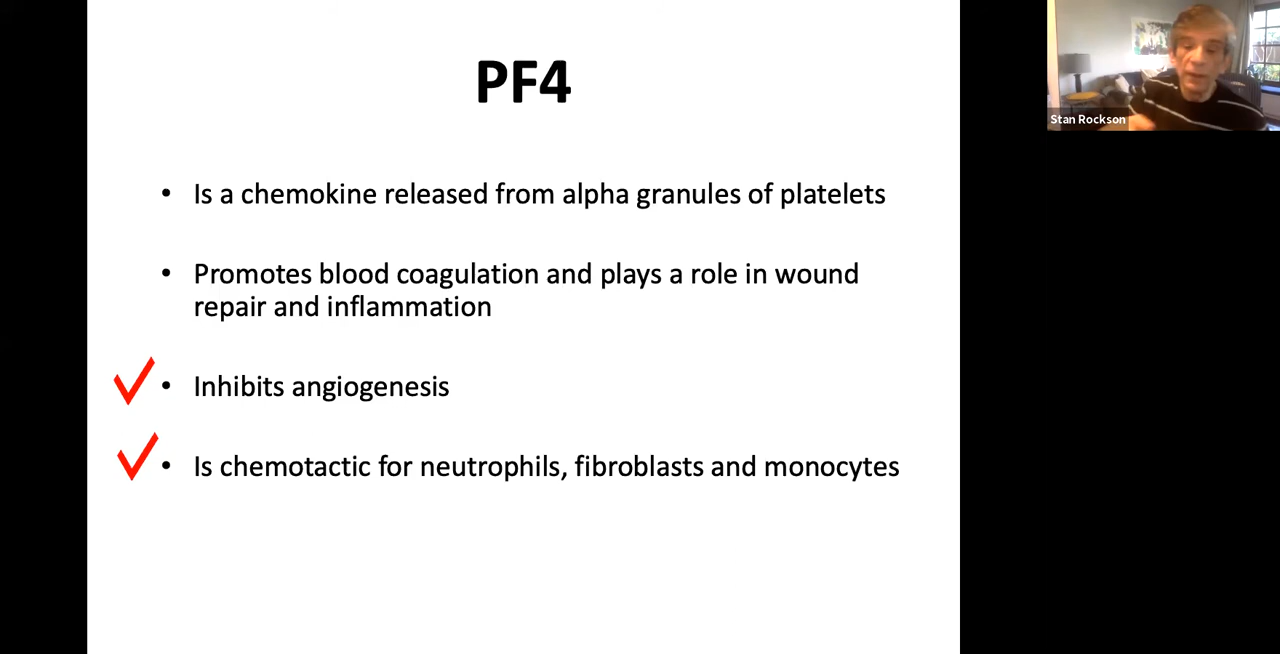 PF4
• Is a chemokine released from alpha granules of platelets
• Promotes blood coagulation and plays a role in wound
repair and inflammation
• Inhibits angiogenesis
• Is chemotactic for neutrophils, fibroblasts and monocytes
Stan Rockson